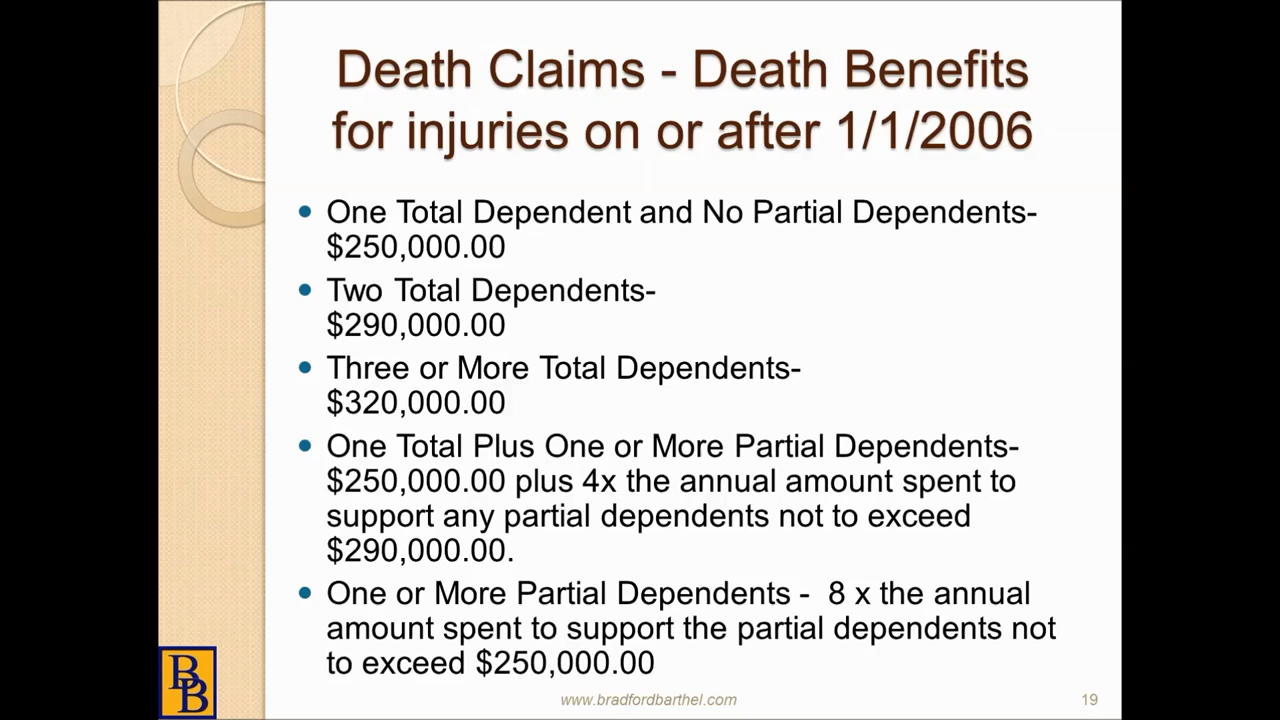 Death Claims - Death Benefits
for injuries on or after 1/1/2006
• One Total Dependent and No Partial Dependents-
$250,000.00
• Two Total Dependents-
$290,000.00
• Three or More Total Dependents-
$320,000.00
• One Total Plus One or More Partial Dependents-
$250,000.00 plus 4x the annual amount spent to
support any partial dependents not to exceed
$290,000.00.
• One or More Partial Dependents - 8 x the annual
amount spent to support the partial dependents not
to exceed $250,000.00
BB
www.bradfordbarthel.com
19